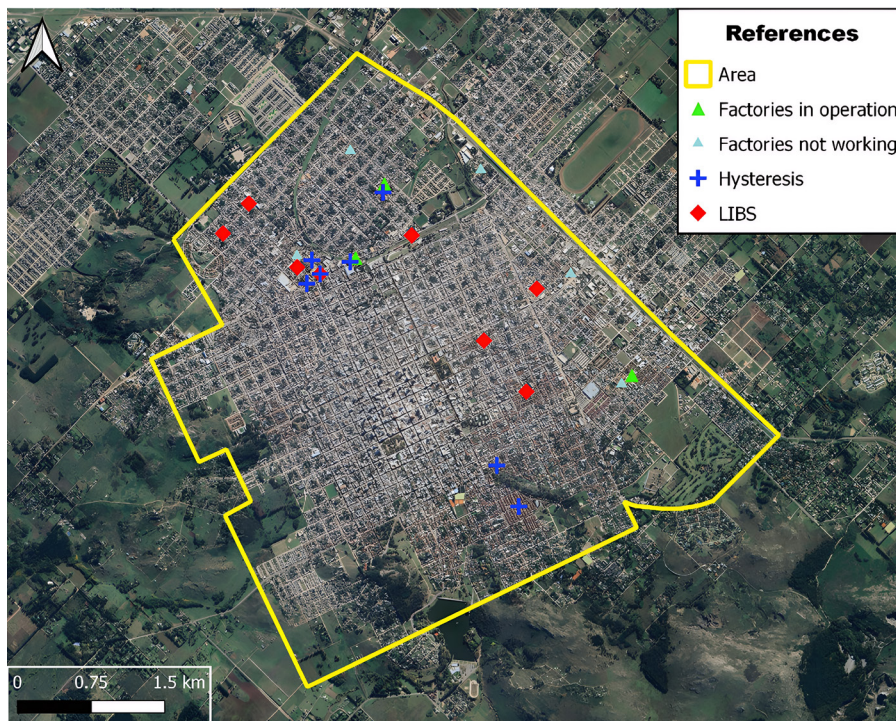 References
Area
Factories in operation
Factories not working
Hysteresis
LIBS
0 0.75 1.5 km